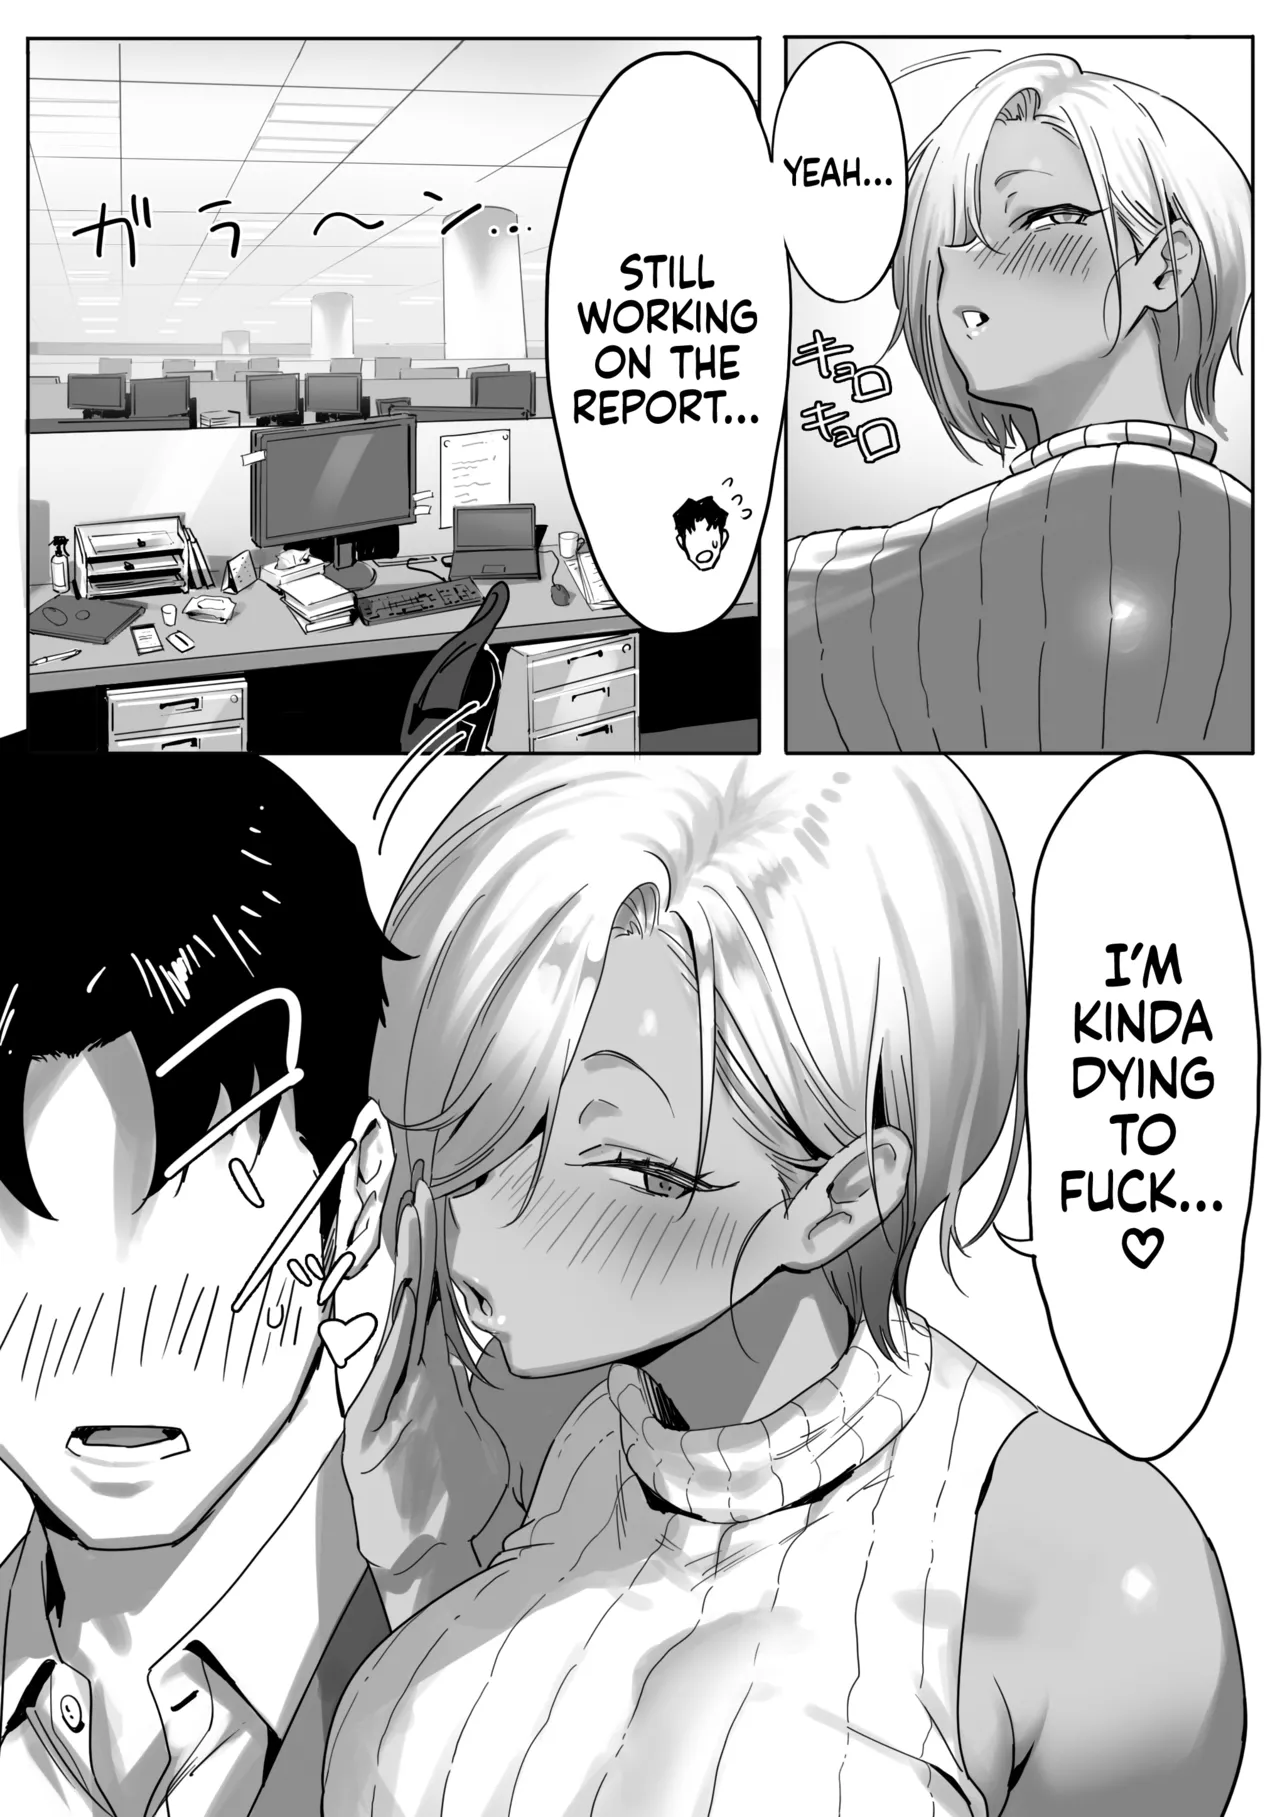 YEAH...
キョロ
キョロ
STILL
WORKING
ON THE
REPORT...
ガラ〜ン...
I'M
KINDA
DYING
TO
FUCK...
♡